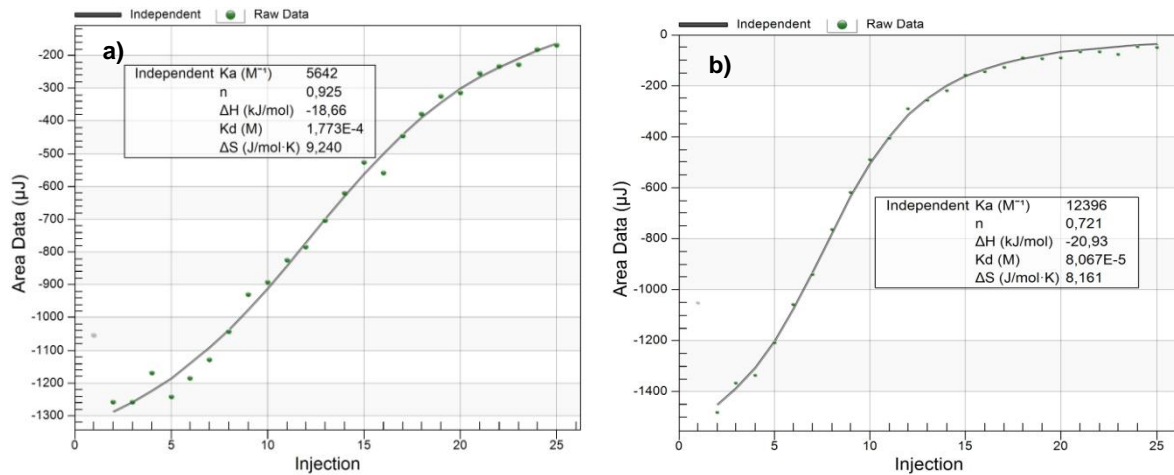 Independent Raw Data
a)
Independent Ka (M⁻¹) 5642
n 0,925
ΔH (kJ/mol) -18,66
Kd (M) 1,773E-4
ΔS (J/mol·K) 9,240
-200
-300
-400
-500
-600
-700
-800
-900
-1000
-1100
-1200
-1300
Area Data (µJ)
0 5 10 15 20 25
Injection
Independent Raw Data
b)
Independent Ka (M⁻¹) 12396
n 0,721
ΔH (kJ/mol) -20,93
Kd (M) 8,067E-5
ΔS (J/mol·K) 8,161
0
-200
-400
-600
-800
-1000
-1200
-1400
Area Data (µJ)
0 5 10 15 20 25
Injection